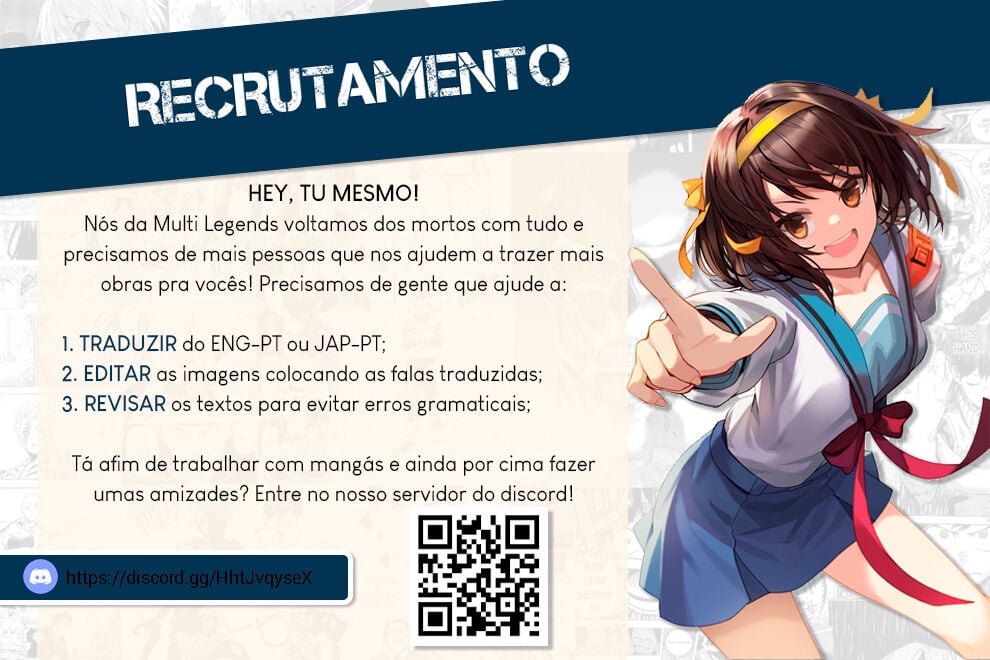 RECRUTAMENTO
HEY, TU MESMO!
Nós da Multi Legends voltamos dos mortos com tudo e
precisamos de mais pessoas que nos ajudem a trazer mais
obras pra vocês! Precisamos de gente que ajude a:
1. TRADUZIR do ENG-PT ou JAP-PT;
2. EDITAR as imagens colocando as falas traduzidas;
3. REVISAR os textos para evitar erros gramaticais;
Tá afim de trabalhar com mangás e ainda por cima fazer
umas amizades? Entre no nosso servidor do discord!
https://discord.gg/HhtJvqyseX